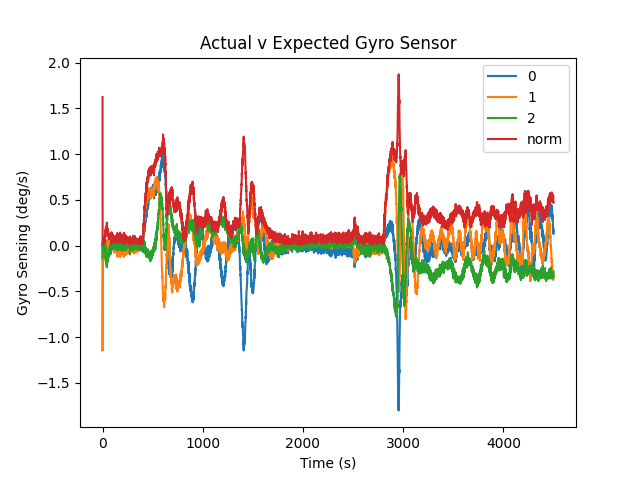 Actual v Expected Gyro Sensor
2.0
1.5
1.0
0.5
0.0
−0.5
−1.0
−1.5
Gyro Sensing (deg/s)
0
1
2
norm
0 1000 2000 3000 4000
Time (s)